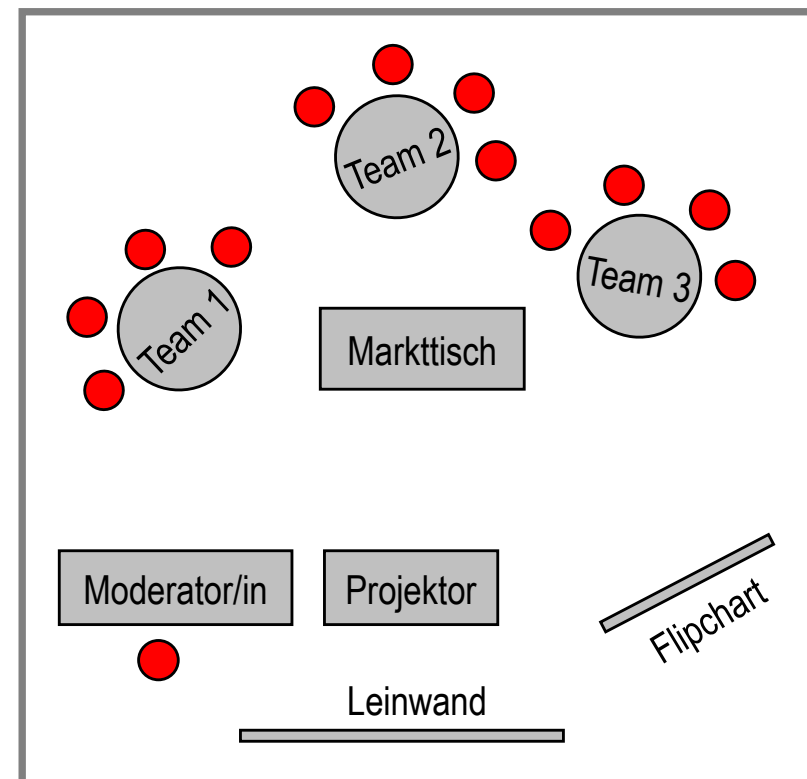 Team 2
Team 3
Team 1
Markttisch
Moderator/in
Projektor
Flipchart
Leinwand